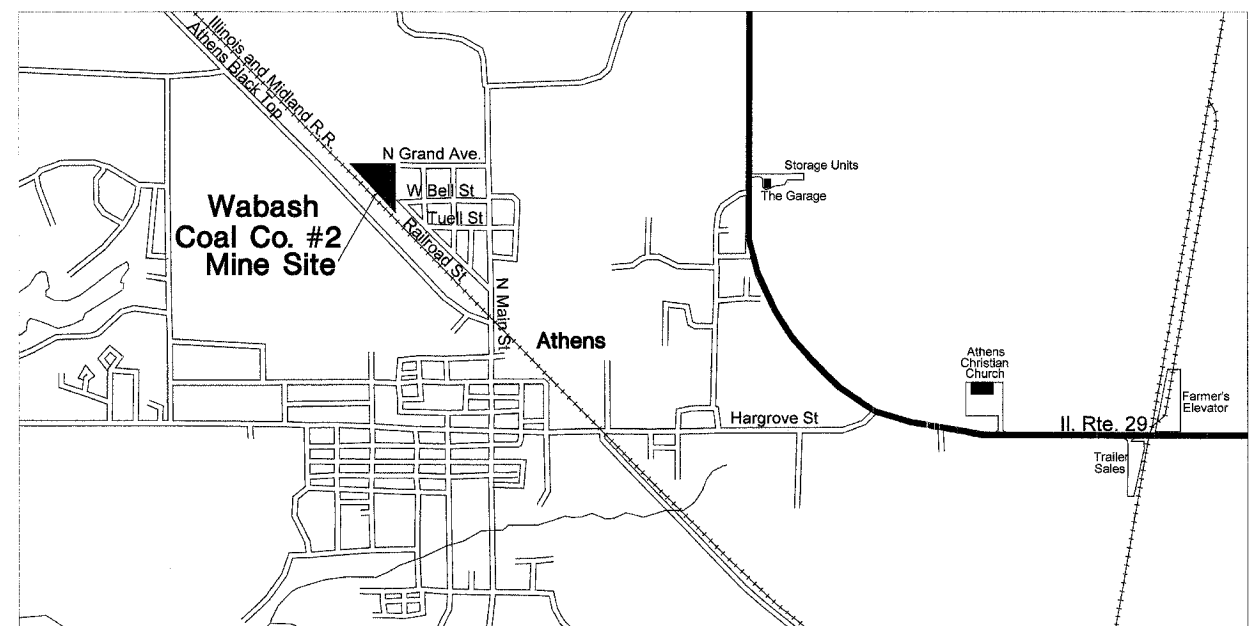 Illinois and Midland R.R.
Athens Black Top
N Grand Ave.
W Bell St
Tuell St
Railroad St
Wabash
Coal Co. #2
Mine Site
N Main St
Athens
Storage Units
The Garage
Athens
Christian
Church
Farmer's
Elevator
Hargrove St
Il. Rte. 29
Trailer
Sales